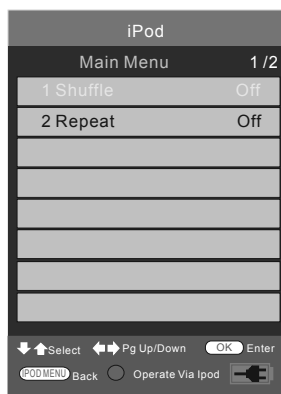 iPod
Main Menu 1 /2
1 Shuffle Off
2 Repeat Off
Select Pg Up/Down OK Enter
IPOD MENU Back Operate Via Ipod